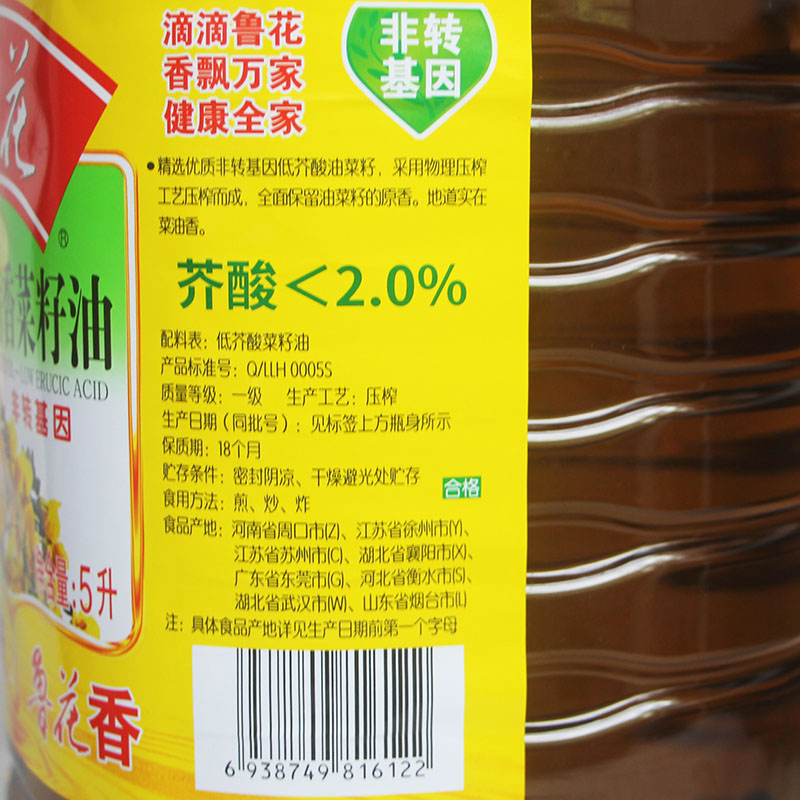 滴滴鲁花
香飘万家
健康全家
非转
基因
花
®
•精选优质非转基因低芥酸油菜籽，采用物理压榨
工艺压榨而成，全面保留油菜籽的原香。地道实在
菜油香。
香菜籽油
LOW ERUCIC ACID
非转基因
芥酸＜2.0%
配料表：低芥酸菜籽油
产品标准号：Q/LLH 0005S
质量等级：一级 生产工艺：压榨
生产日期（同批号）：见标签上方瓶身所示
保质期：18个月
贮存条件：密封阴凉、干燥避光处贮存
合格
食用方法：煎、炒、炸
食品产地：河南省周口市(Z)、江苏省徐州市(Y)、
江苏省苏州市(C)、湖北省襄阳市(X)、
广东省东莞市(G)、河北省衡水市(S)、
湖北省武汉市(W)、山东省烟台市(L)
注：具体食品产地详见生产日期前第一个字母
含量:5升
鲁花香
6 938749 816122